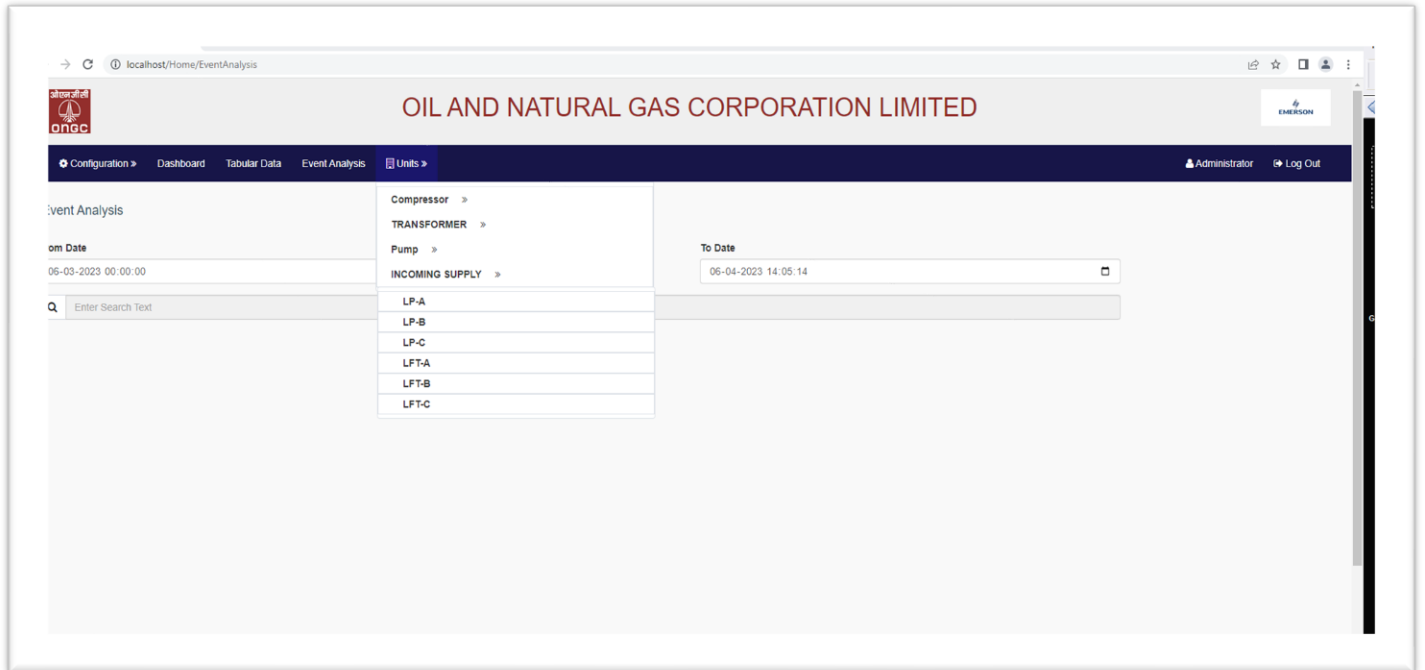 localhost/Home/EventAnalysis
ओएनजीसी
ONGC
OIL AND NATURAL GAS CORPORATION LIMITED
EMERSON
Configuration »
Dashboard
Tabular Data
Event Analysis
Units »
Administrator
Log Out
vent Analysis
om Date
06-03-2023 00:00:00
To Date
06-04-2023 14:05:14
Enter Search Text
Compressor »
TRANSFORMER »
Pump »
INCOMING SUPPLY »
LP-A
LP-B
LP-C
LFT-A
LFT-B
LFT-C
G